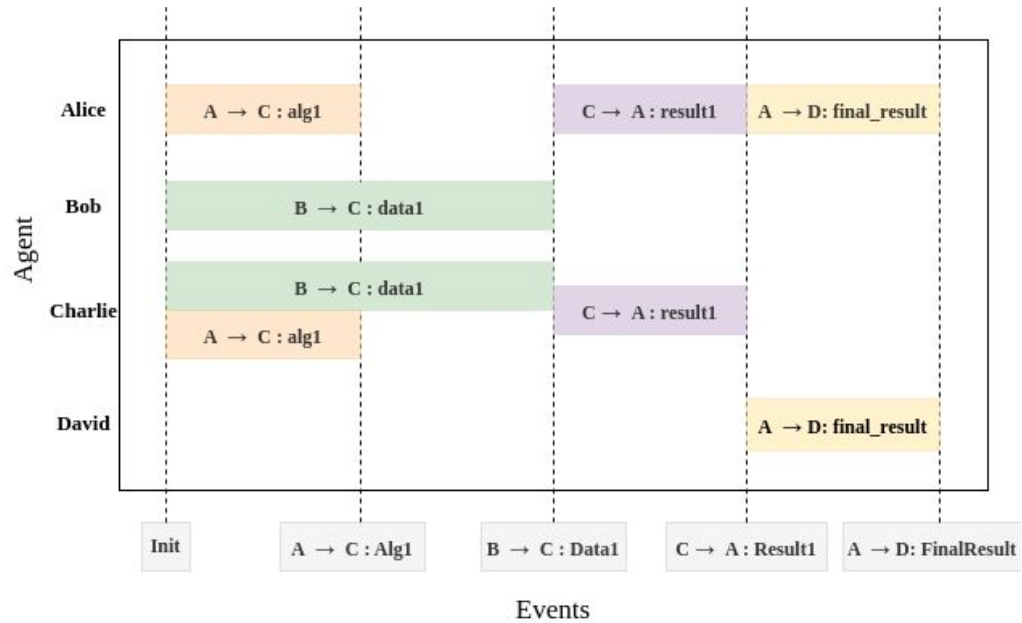 Alice
A → C : alg1
C → A : result1
A → D: final_result
Bob
B → C : data1
Agent
Charlie
B → C : data1
C → A : result1
A → C : alg1
David
A → D: final_result
Init
A → C : Alg1
B → C : Data1
C → A : Result1
A → D: FinalResult
Events